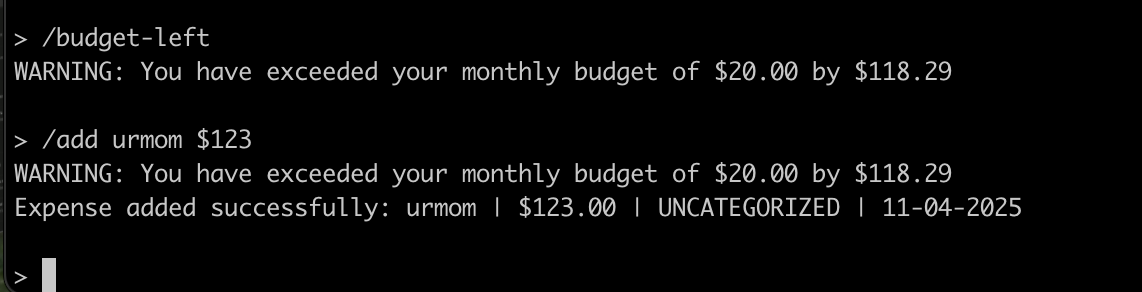 > /budget-left
WARNING: You have exceeded your monthly budget of $20.00 by $118.29
> /add urmom $123
WARNING: You have exceeded your monthly budget of $20.00 by $118.29
Expense added successfully: urmom | $123.00 | UNCATEGORIZED | 11-04-2025
>